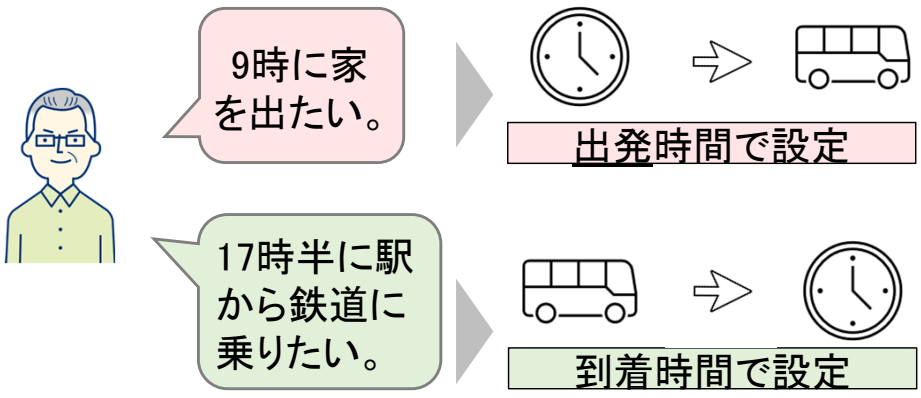 9時に家
を出たい。
出発時間で設定
17時半に駅
から鉄道に
乗りたい。
到着時間で設定